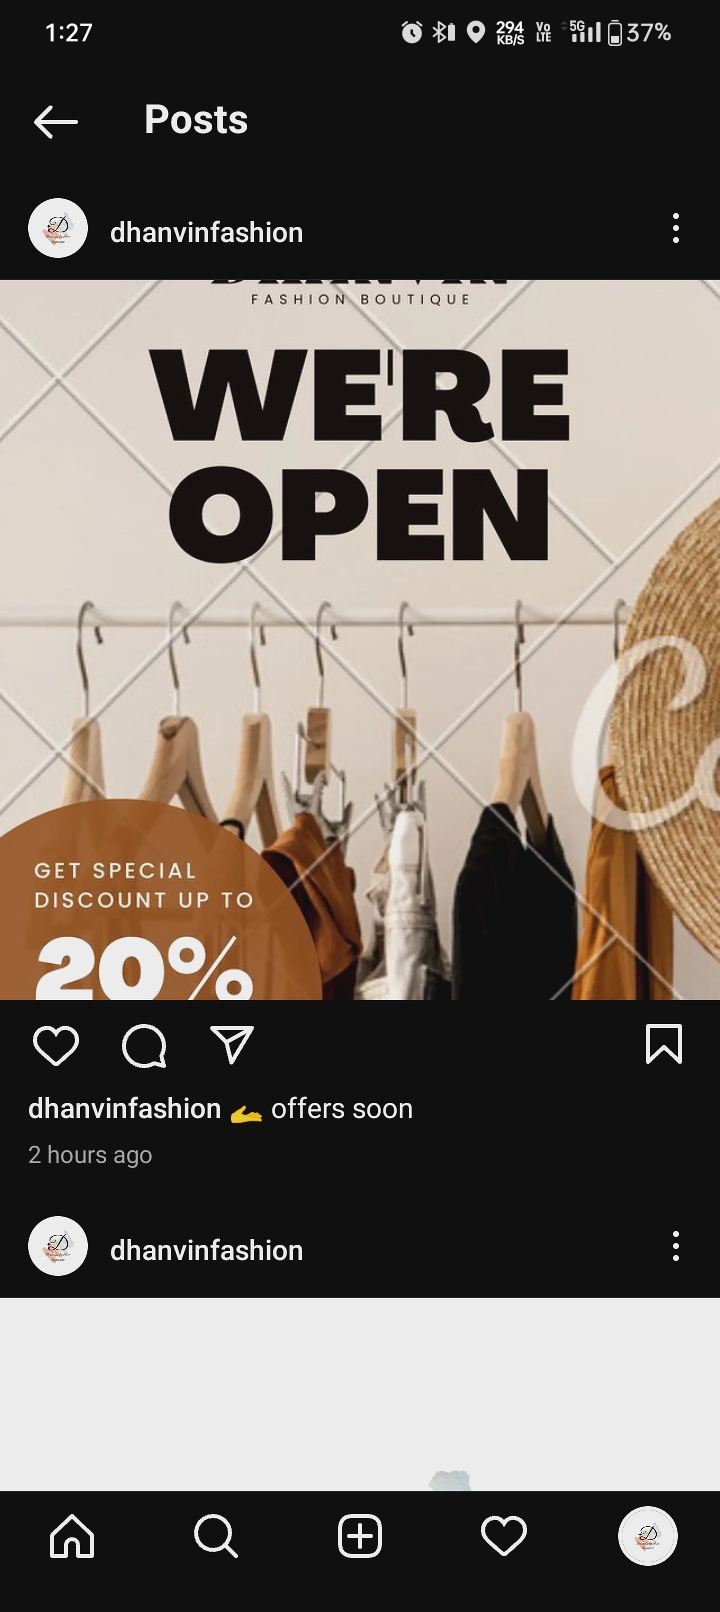 1:27
294 KB/S Vo LTE 5G 37%
Posts
dhanvinfashion
FASHION BOUTIQUE
WE'RE
OPEN
GET SPECIAL
DISCOUNT UP TO
20%
dhanvinfashion 🫴 offers soon
2 hours ago
dhanvinfashion